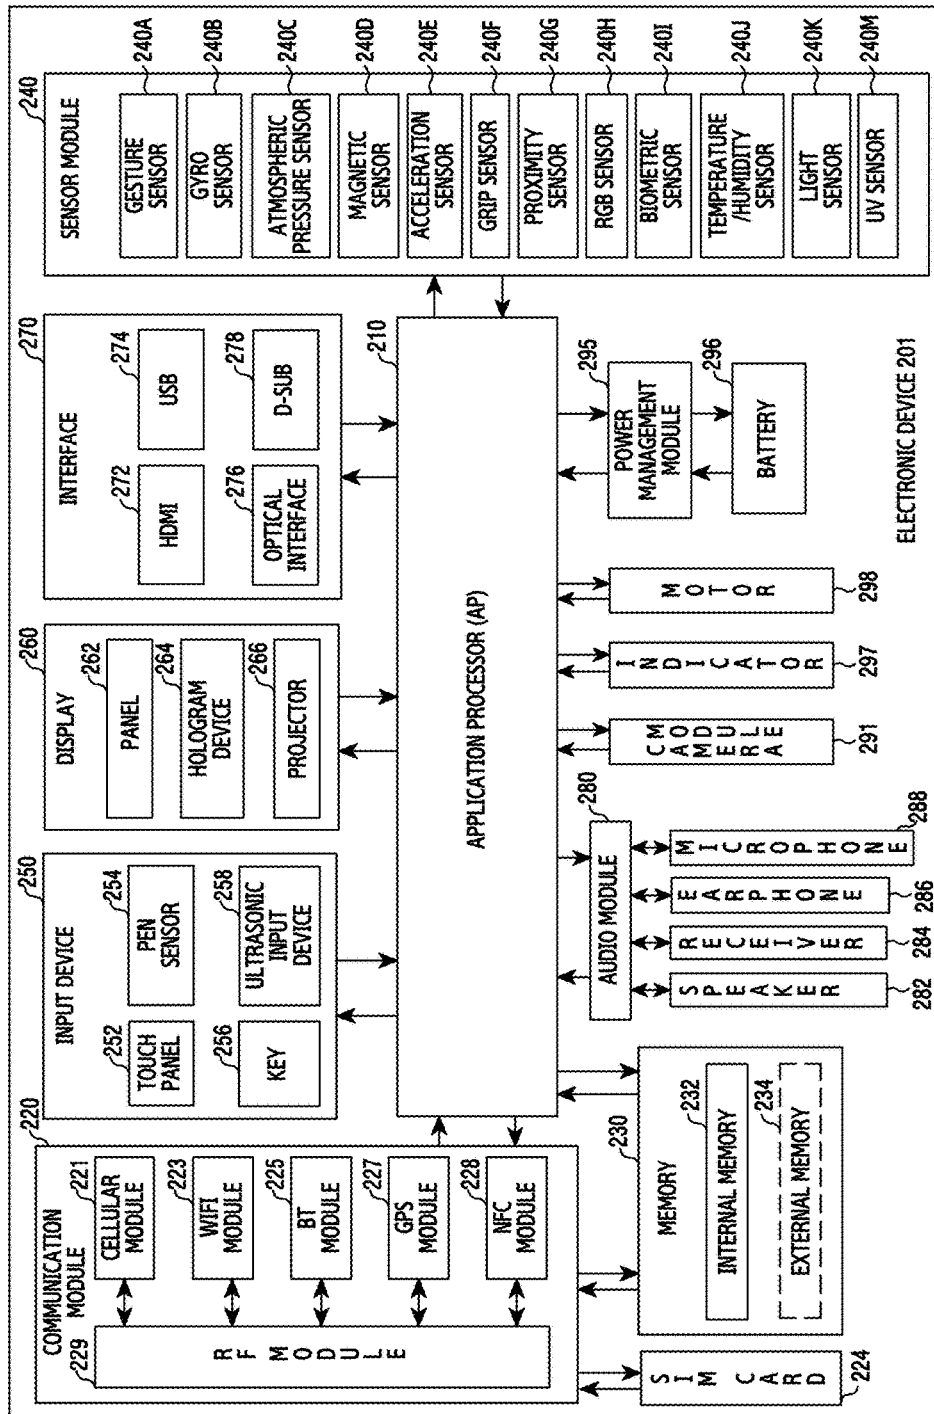 COMMUNICATION
MODULE
220
229
RF MODULE
221
CELLULAR
MODULE
223
WIFI
MODULE
225
BT
MODULE
227
GPS
MODULE
228
NFC
MODULE
SIM CARD
224
INPUT DEVICE
250
252
TOUCH
PANEL
254
PEN
SENSOR
256
KEY
258
ULTRASONIC
INPUT
DEVICE
DISPLAY
260
262
PANEL
264
HOLOGRAM
DEVICE
266
PROJECTOR
INTERFACE
270
272
HDMI
274
USB
276
OPTICAL
INTERFACE
278
D-SUB
SENSOR MODULE
240
GESTURE
SENSOR
240A
GYRO
SENSOR
240B
ATMOSPHERIC
PRESSURE SENSOR
240C
MAGNETIC
SENSOR
240D
ACCELERATION
SENSOR
240E
GRIP SENSOR
240F
PROXIMITY
SENSOR
240G
RGB SENSOR
240H
BIOMETRIC
SENSOR
240I
TEMPERATURE
/HUMIDITY
SENSOR
240J
LIGHT
SENSOR
240K
UV SENSOR
240M
APPLICATION PROCESSOR (AP)
210
MEMORY
230
232
INTERNAL MEMORY
234
EXTERNAL MEMORY
AUDIO MODULE
280
SPEAKER
282
RECEIVER
284
EARPHONE
286
MICROPHONE
288
CAMERA
MODULE
291
INDICATOR
297
MOTOR
298
POWER
MANAGEMENT
MODULE
295
BATTERY
296
ELECTRONIC DEVICE 201